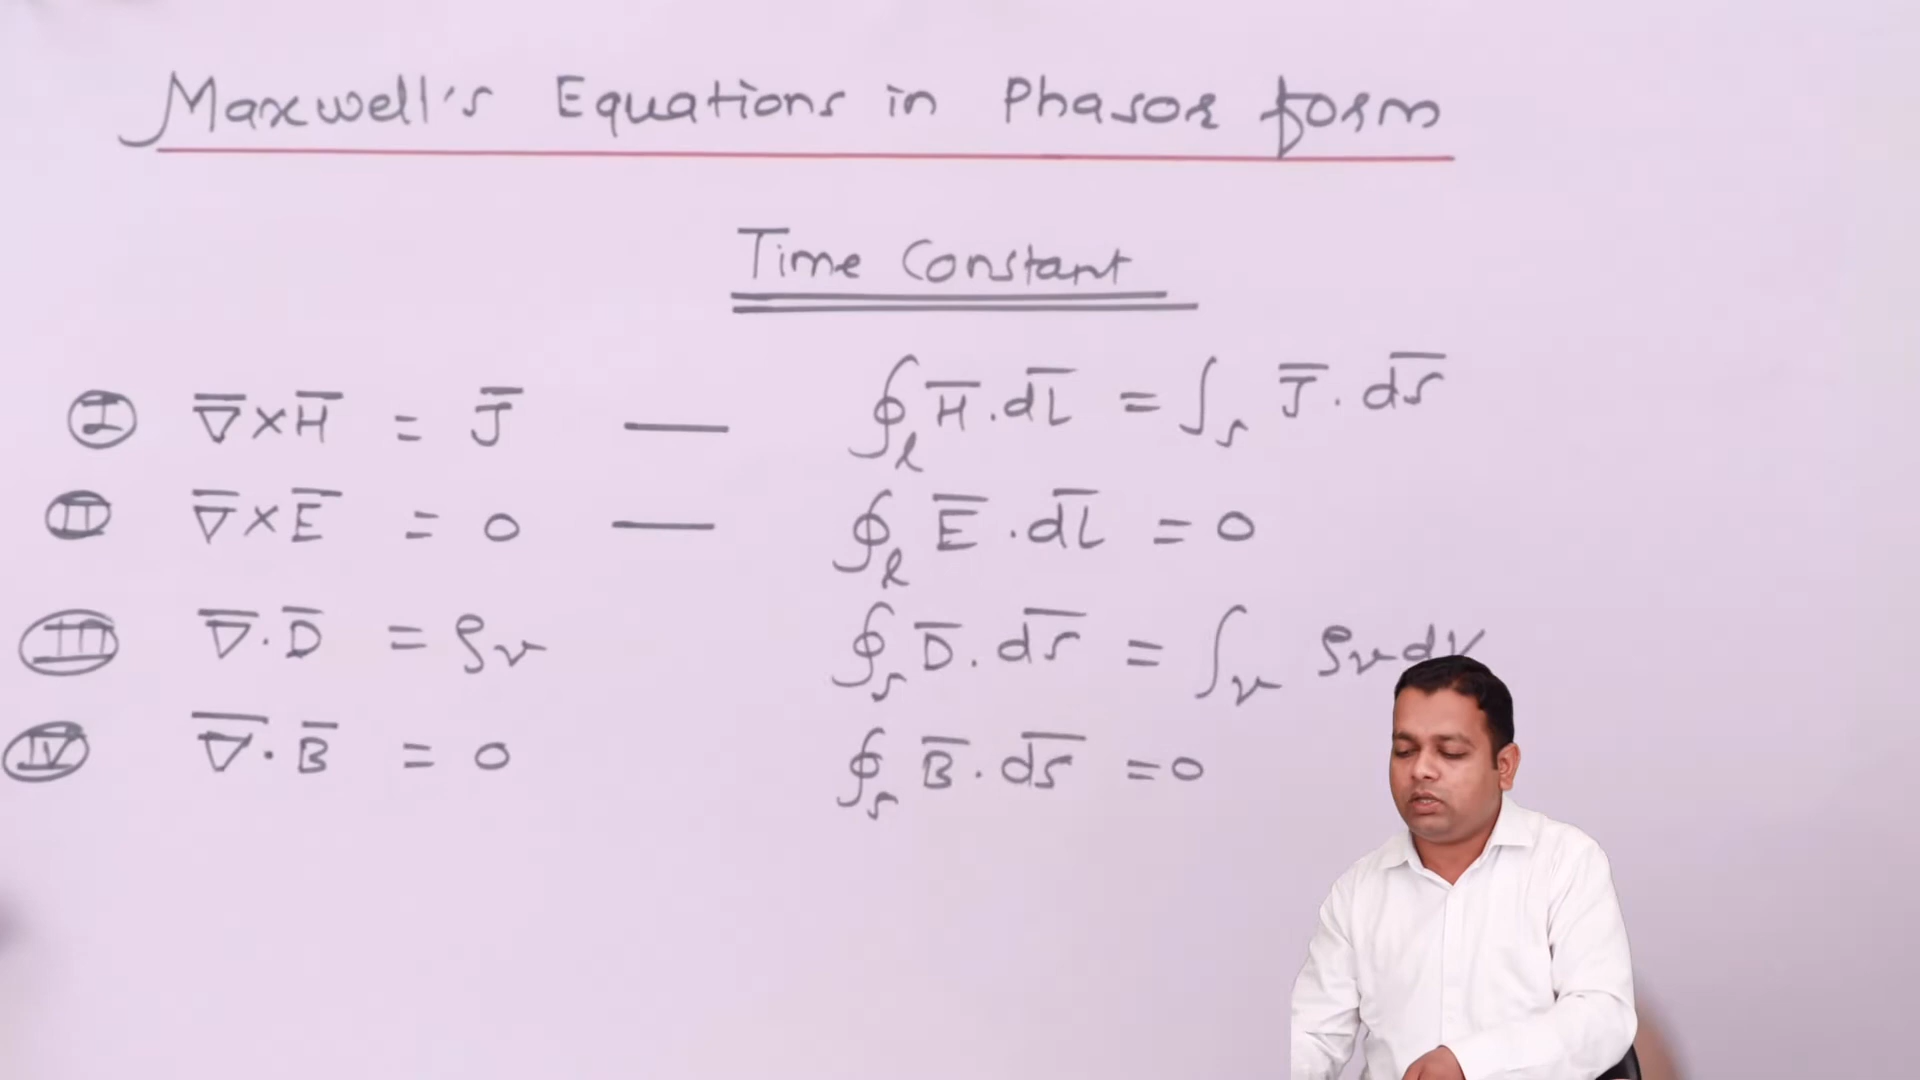 Maxwell's Equations in Phasor form
Time Constant
I ∇̅×H̅ = J̅ — ∮ₗ H̅.dL̅ = ∫ₛ J̅.ds̅
II ∇̅×E̅ = 0 — ∮ₗ E̅.dL̅ = 0
III ∇̅.D̅ = ρᵥ ∮ₛ D̅.ds̅ = ∫ᵥ ρᵥ dV
IV ∇̅.B̅ = 0 ∮ₛ B̅.ds̅ = 0